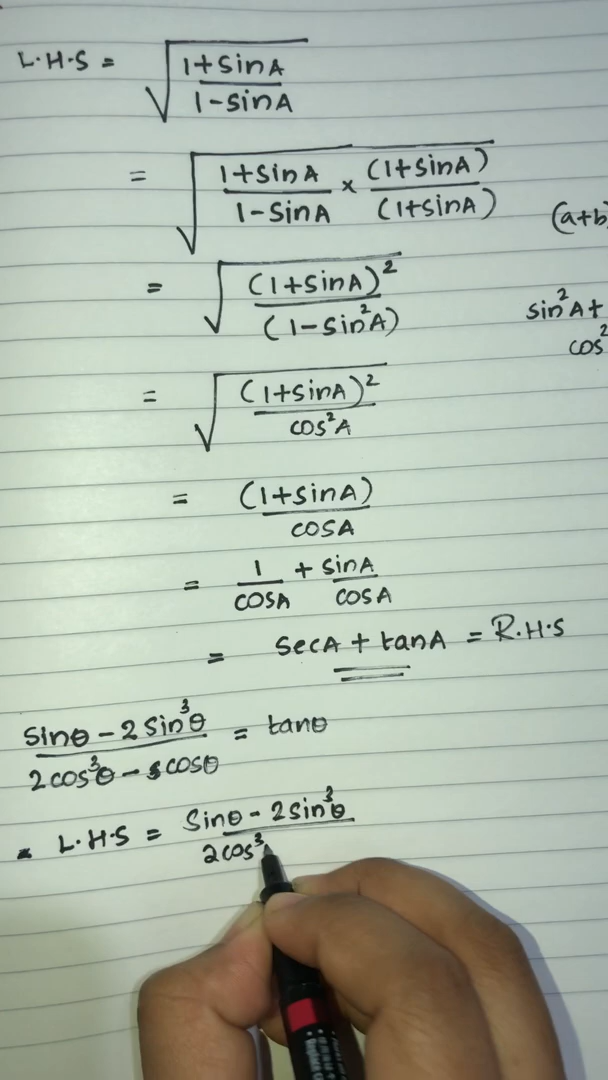 L.H.S = √((1+sinA)/(1-sinA))
= √((1+sinA)/(1-sinA) × (1+sinA)/(1+sinA))
(a+b)
= √((1+sinA)²/(1-sin²A))
sin²A+
cos²
= √((1+sinA)²/cos²A)
= (1+sinA)/cosA
= 1/cosA + sinA/cosA
= secA + tanA = R.H.S
(sinθ - 2sin³θ)/(2cos³θ - cosθ) = tanθ
L.H.S = (sinθ - 2sin³θ)/(2cos³